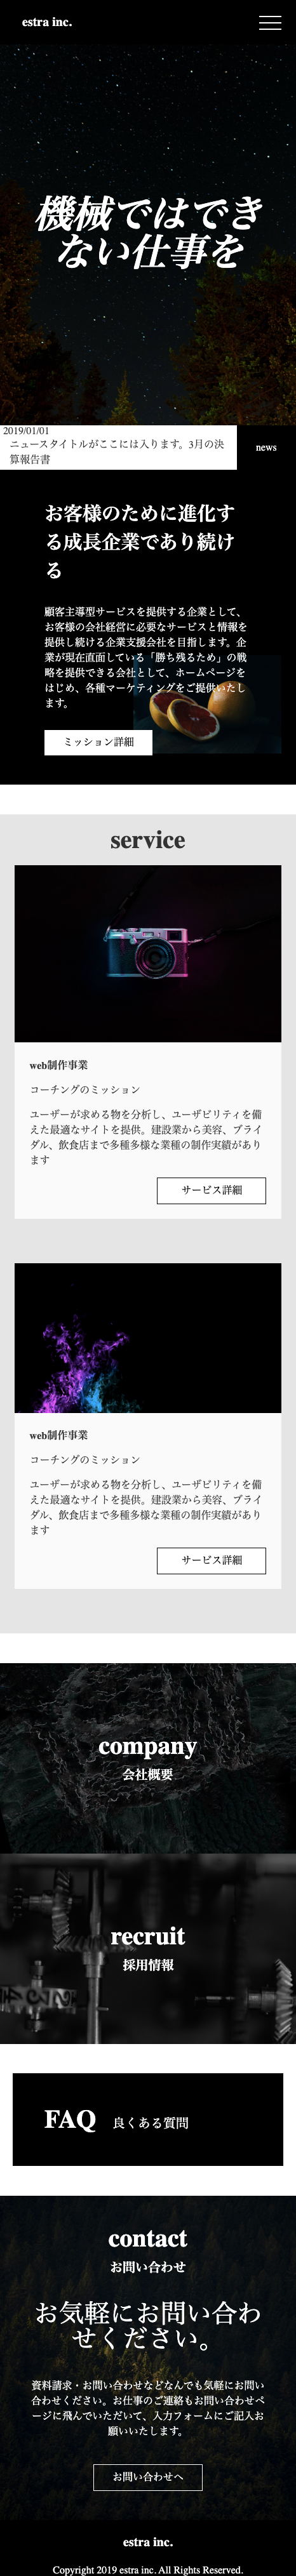 estra inc.
機械ではでき
ない仕事を
2019/01/01
ニュースタイトルがここには入ります。3月の決
算報告書
news
お客様のために進化す
る成長企業であり続け
る
顧客主導型サービスを提供する企業として、
お客様の会社経営に必要なサービスと情報を
提供し続ける企業支援会社を目指します。企
業が現在直面している「勝ち残るため」の戦
略を提供できる会社として、ホームページを
はじめ、各種マーケティングをご提供いたし
ます。
ミッション詳細
service
web制作事業
コーチングのミッション
ユーザーが求める物を分析し、ユーザビリティを備
えた最適なサイトを提供。建設業から美容、ブライ
ダル、飲食店まで多種多様な業種の制作実績があり
ます
サービス詳細
web制作事業
コーチングのミッション
ユーザーが求める物を分析し、ユーザビリティを備
えた最適なサイトを提供。建設業から美容、ブライ
ダル、飲食店まで多種多様な業種の制作実績があり
ます
サービス詳細
company
会社概要
recruit
採用情報
FAQ 良くある質問
contact
お問い合わせ
お気軽にお問い合わ
せください。
資料請求・お問い合わせなどなんでも気軽にお問い
合わせください。お仕事のご連絡もお問い合わせペ
ージに飛んでいただいて、入力フォームにご記入お
願いいたします。
お問い合わせへ
estra inc.
Copyright 2019 estra inc. All Rights Reserved.